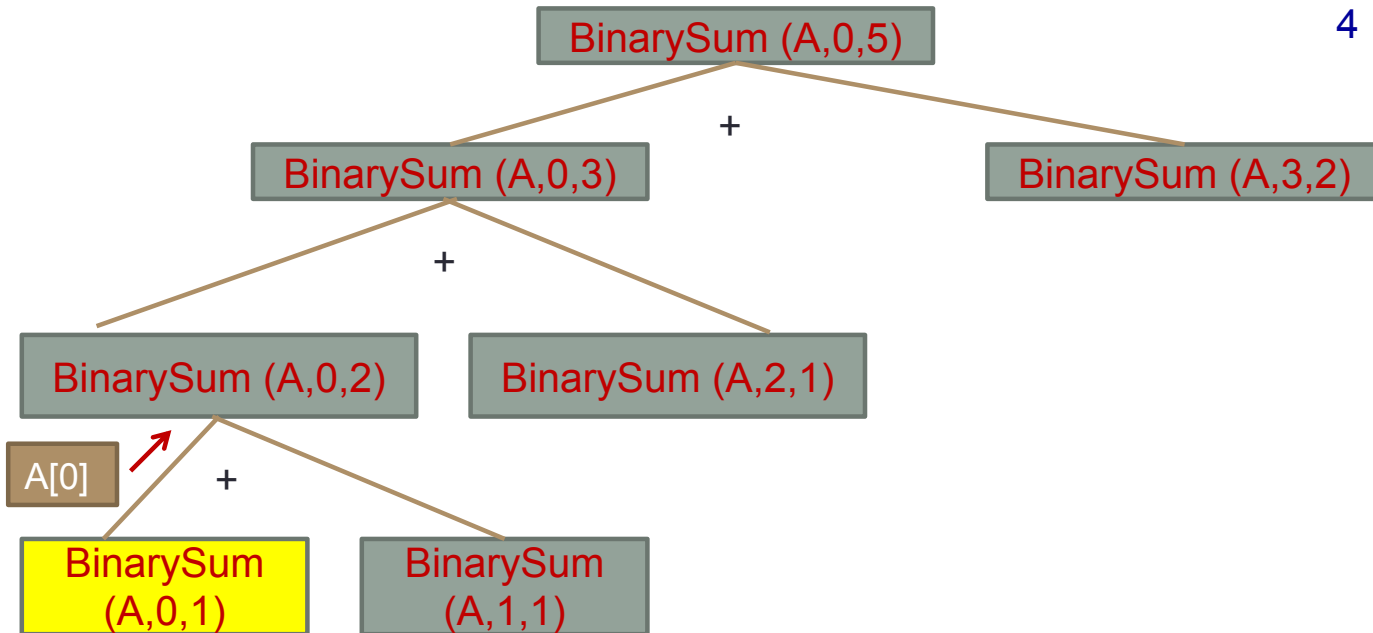 4
BinarySum (A,0,5)
+
BinarySum (A,0,3)
BinarySum (A,3,2)
+
BinarySum (A,0,2)
BinarySum (A,2,1)
A[0]
+
BinarySum
(A,0,1)
BinarySum
(A,1,1)